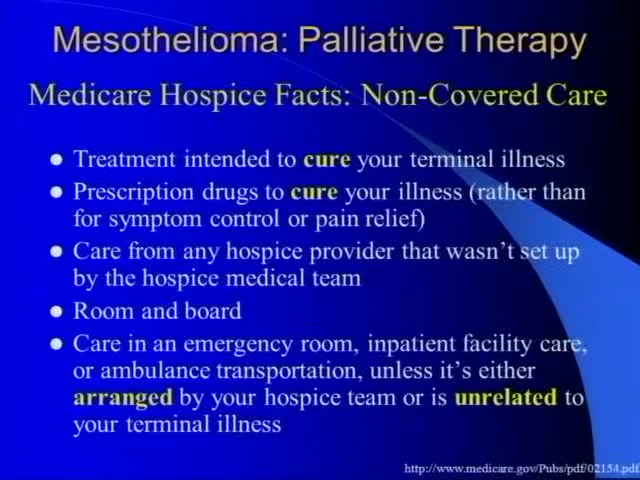 Mesothelioma: Palliative Therapy
Medicare Hospice Facts: Non-Covered Care
Treatment intended to cure your terminal illness
Prescription drugs to cure your illness (rather than
for symptom control or pain relief)
Care from any hospice provider that wasn't set up
by the hospice medical team
Room and board
Care in an emergency room, inpatient facility care,
or ambulance transportation, unless it's either
arranged by your hospice team or is unrelated to
your terminal illness
http://www.medicare.gov/Pubs/pdf/02154.pdf